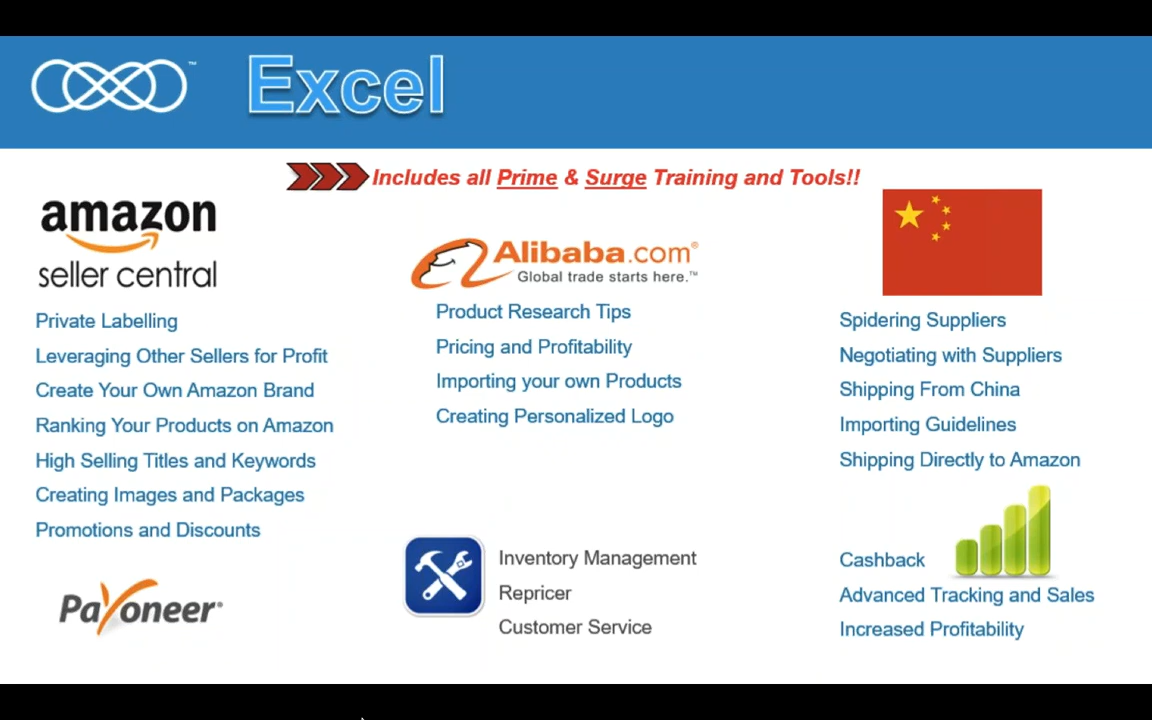 ™
Excel
Includes all Prime & Surge Training and Tools!!
amazon
seller central
Private Labelling
Leveraging Other Sellers for Profit
Create Your Own Amazon Brand
Ranking Your Products on Amazon
High Selling Titles and Keywords
Creating Images and Packages
Promotions and Discounts
Payoneer®
Alibaba.com®
Global trade starts here.™
Product Research Tips
Pricing and Profitability
Importing your own Products
Creating Personalized Logo
Inventory Management
Repricer
Customer Service
Spidering Suppliers
Negotiating with Suppliers
Shipping From China
Importing Guidelines
Shipping Directly to Amazon
Cashback
Advanced Tracking and Sales
Increased Profitability